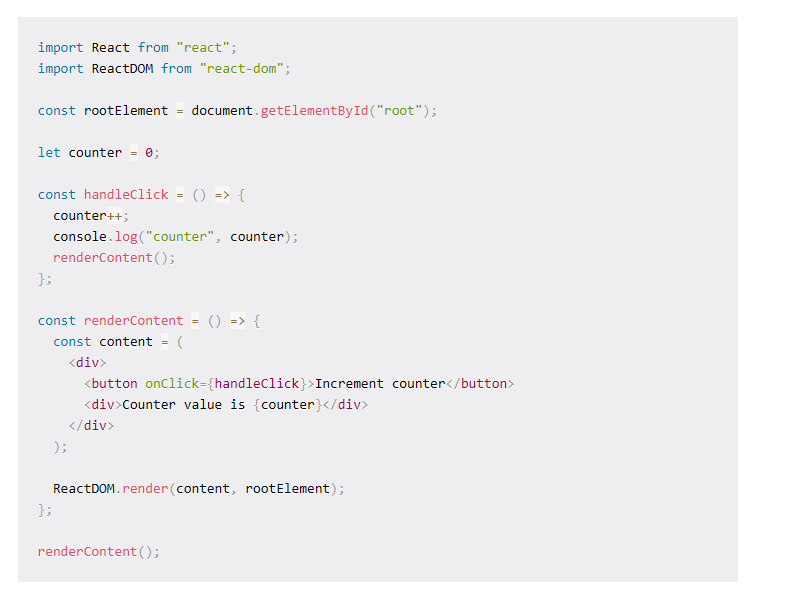 import React from "react";
import ReactDOM from "react-dom";
const rootElement = document.getElementById("root");
let counter = 0;
const handleClick = () => {
  counter++;
  console.log("counter", counter);
  renderContent();
};
const renderContent = () => {
  const content = (
    <div>
      <button onClick={handleClick}>Increment counter</button>
      <div>Counter value is {counter}</div>
    </div>
  );
  ReactDOM.render(content, rootElement);
};
renderContent();